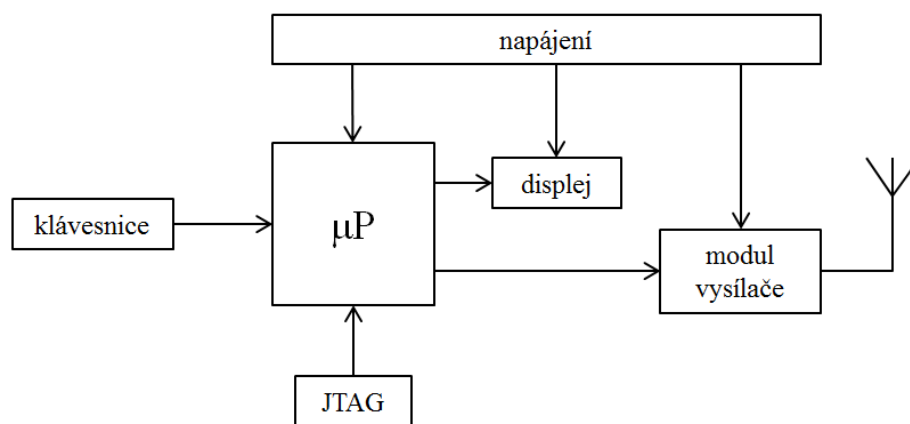 napájení
displej
klávesnice
μP
modul
vysílače
JTAG